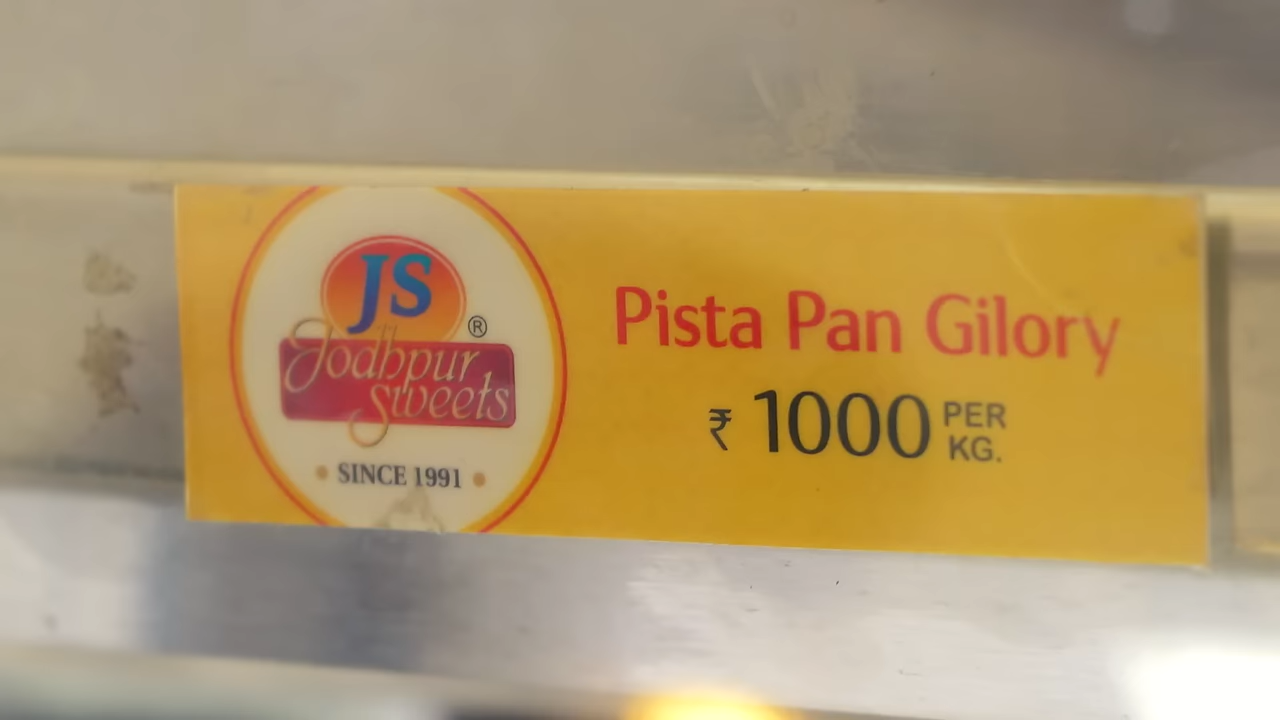 JS
®
Jodhpur
Sweets
SINCE 1991
Pista Pan Gilory
₹ 1000 PER KG.